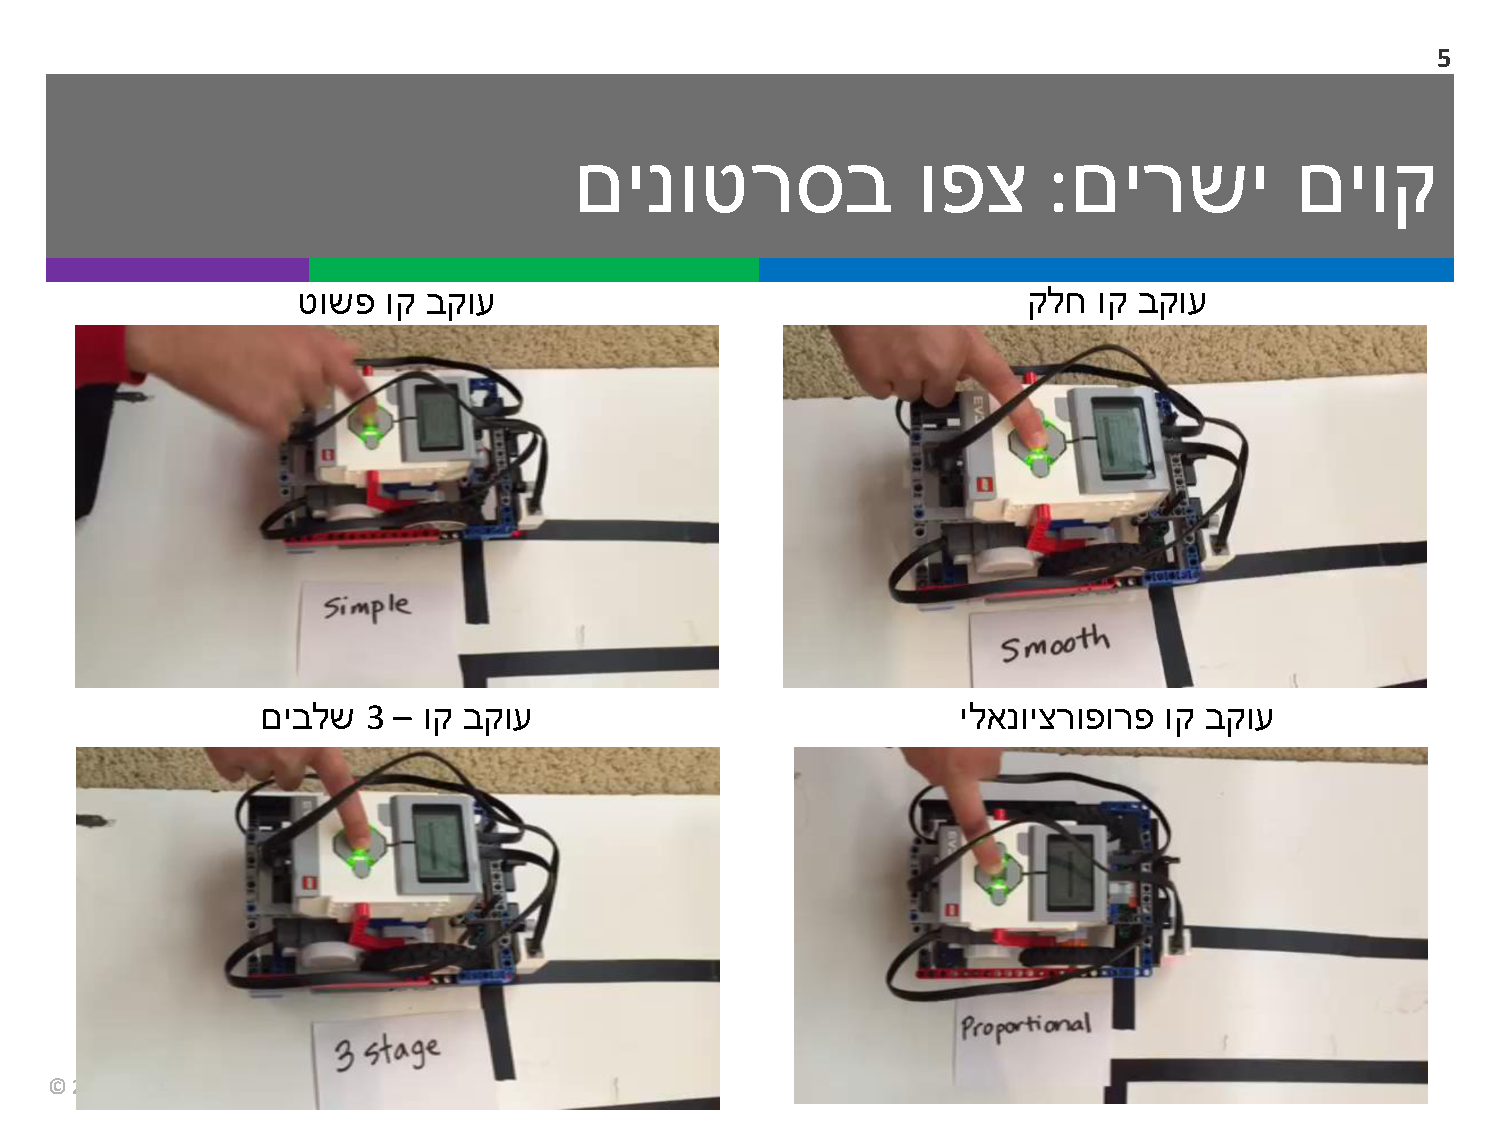 5
קוים ישרים: צפו בסרטונים
עוקב קו חלק
עוקב קו פשוט
EV3
Smooth
Simple
עוקב קו פרופורציונאלי
עוקב קו – 3 שלבים
Proportional
3 stage
©